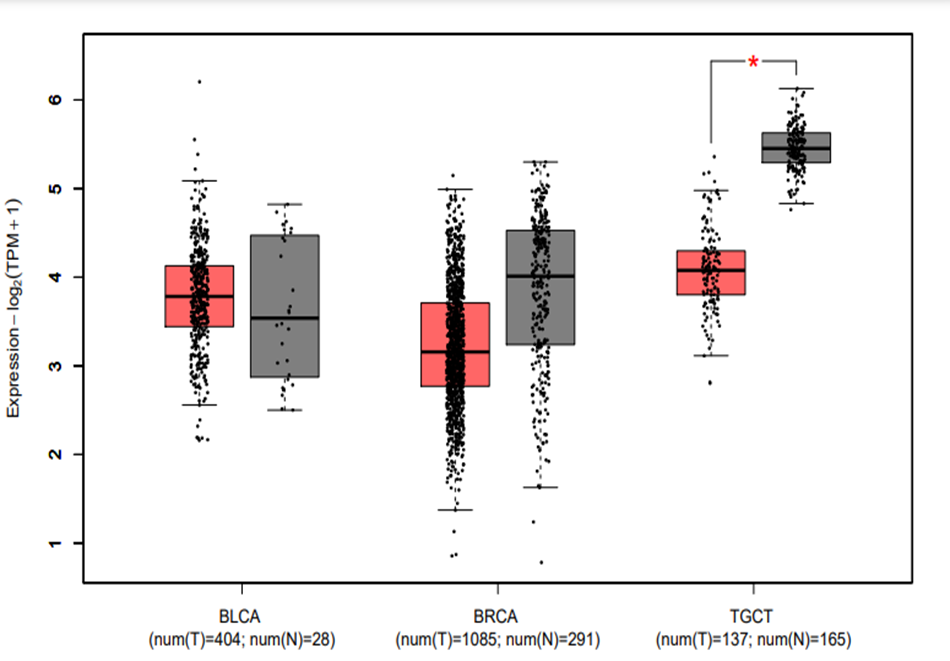 *
6
5
4
3
2
1
Expression – log₂(TPM + 1)
BLCA
(num(T)=404; num(N)=28)
BRCA
(num(T)=1085; num(N)=291)
TGCT
(num(T)=137; num(N)=165)